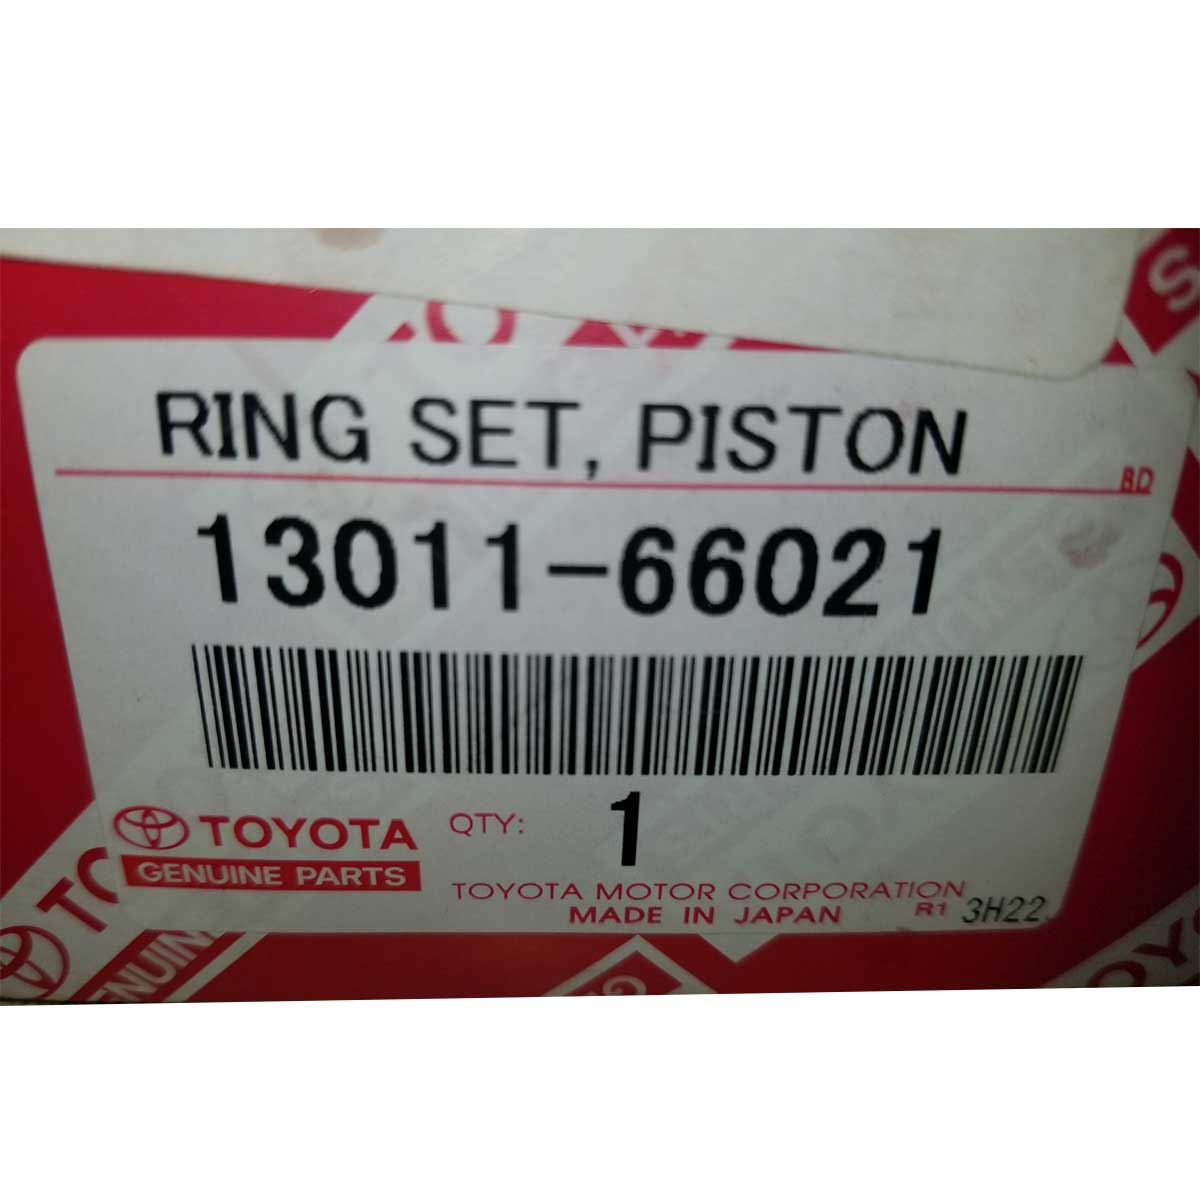 RING SET, PISTON
BD
13011-66021
TOYOTA
GENUINE PARTS
QTY: 1
TOYOTA MOTOR CORPORATION
MADE IN JAPAN R1 3H22